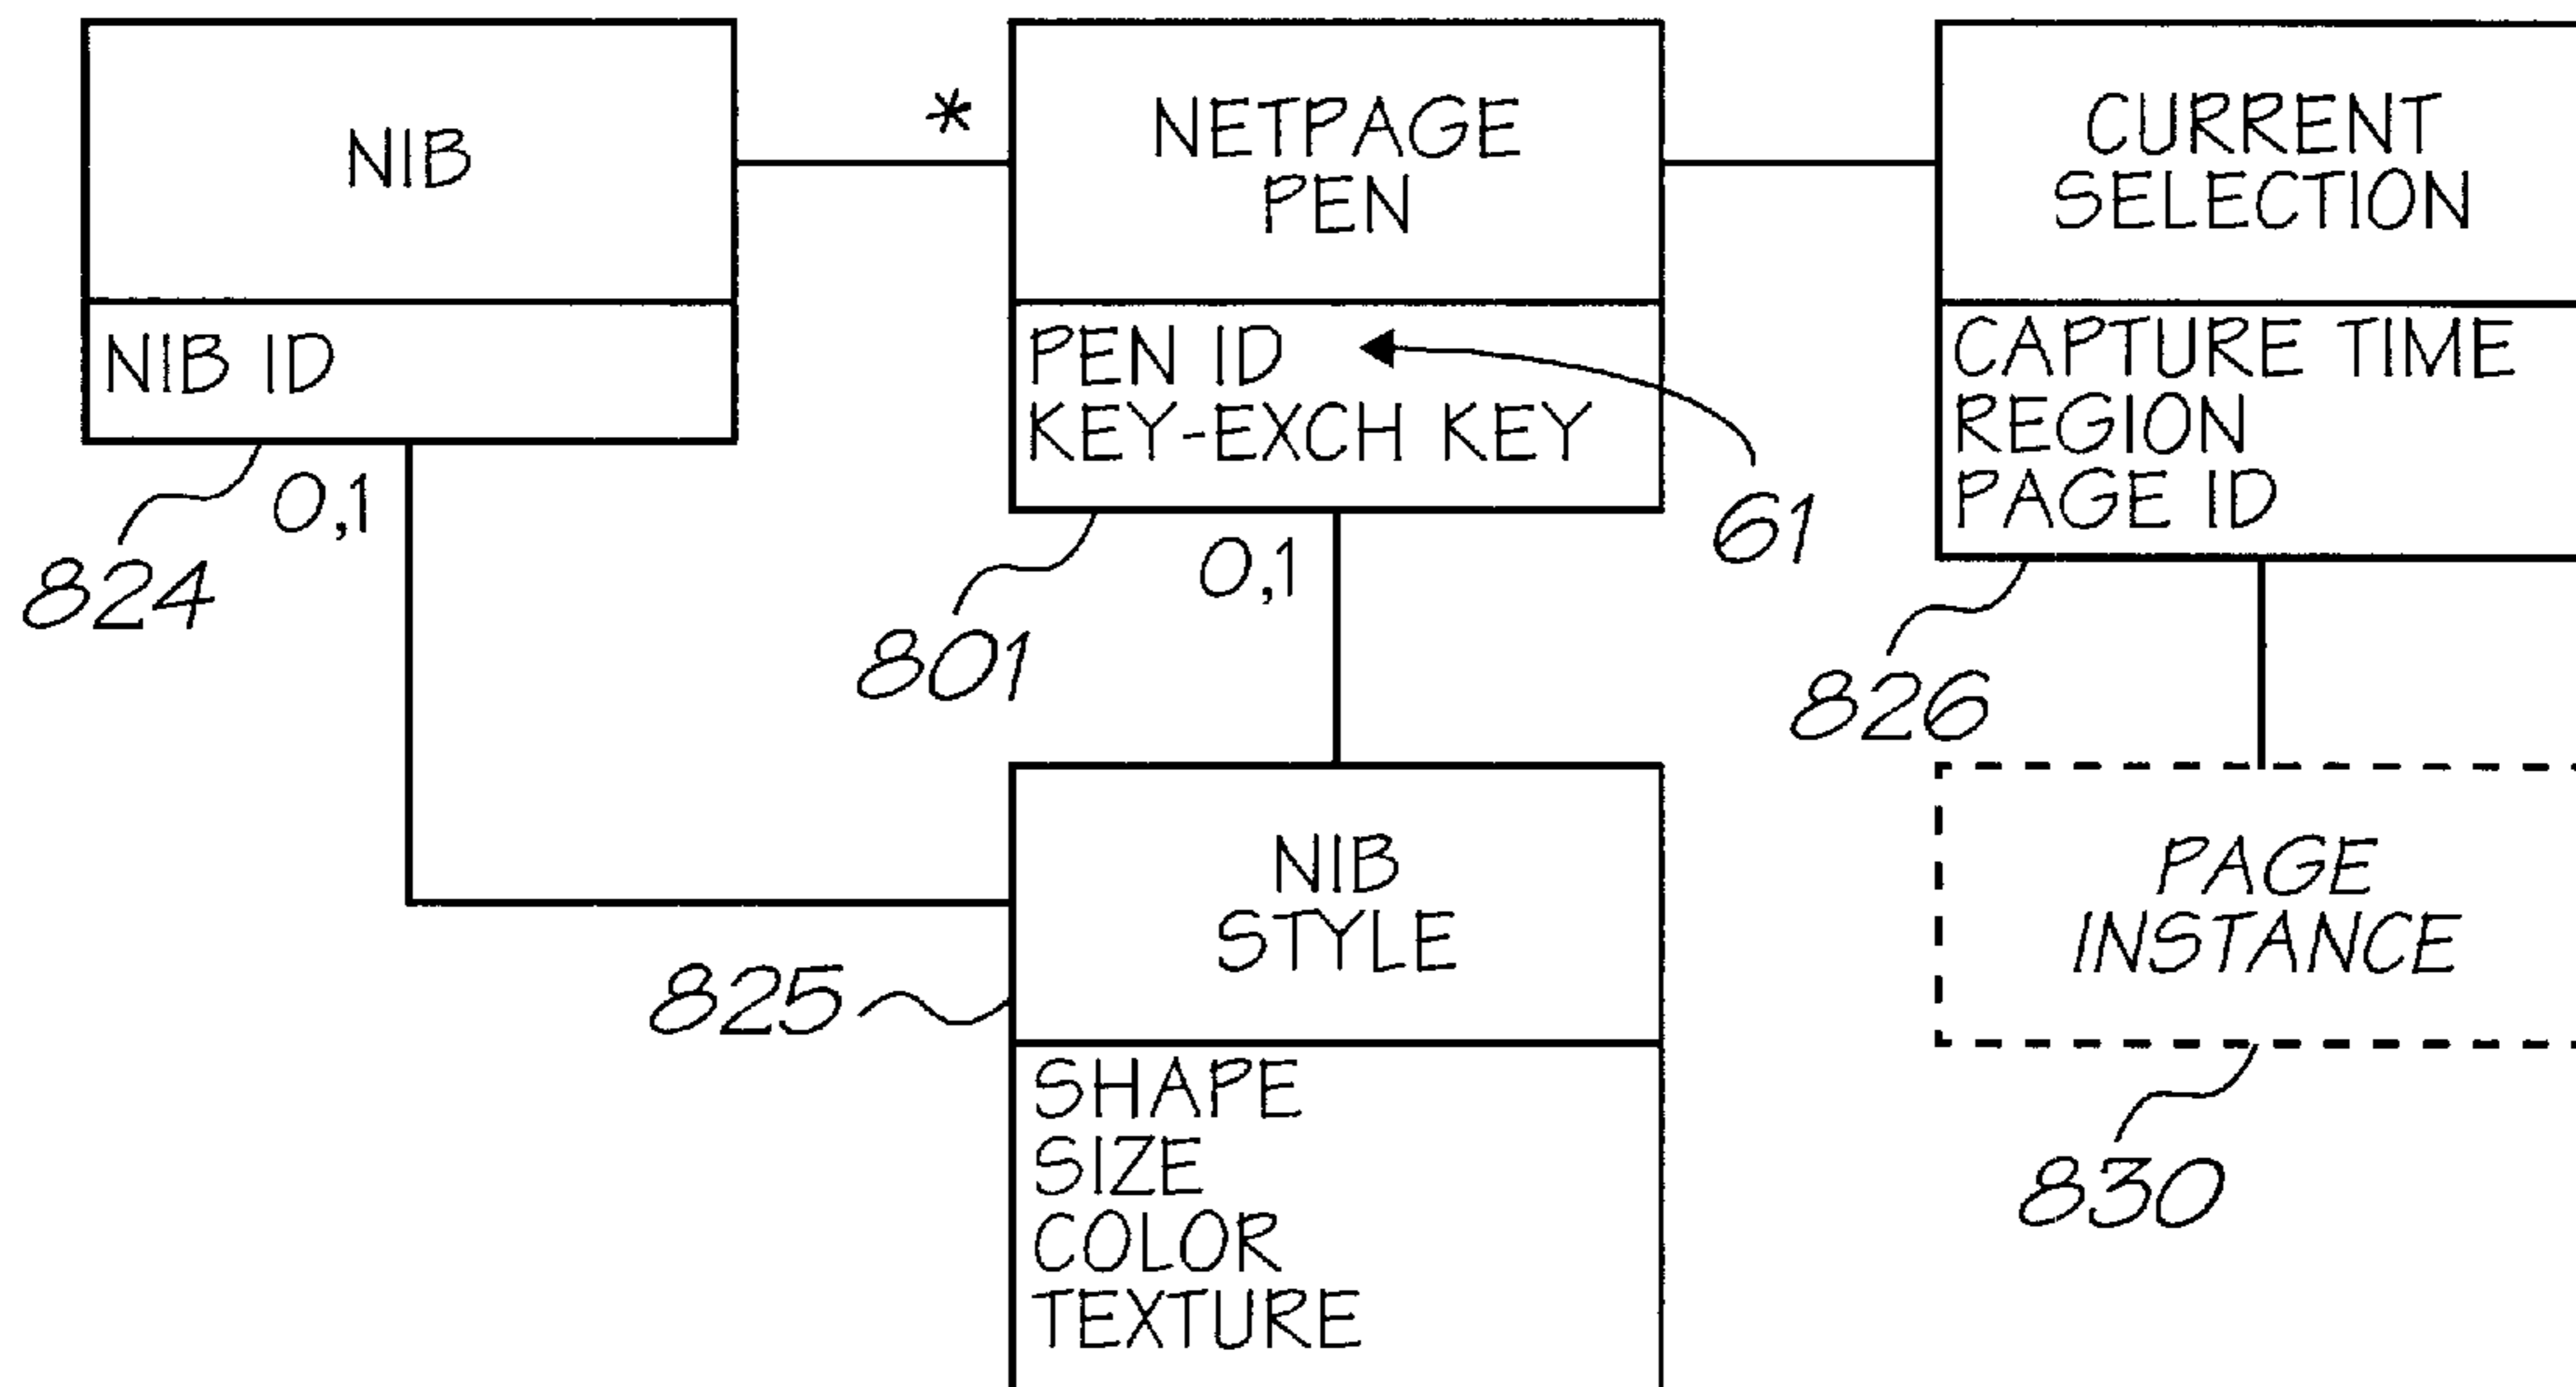 NIB
NIB ID
824
0,1
*
NETPAGE
PEN
PEN ID
KEY-EXCH KEY
61
801
0,1
CURRENT
SELECTION
CAPTURE TIME
REGION
PAGE ID
826
NIB
STYLE
825
SHAPE
SIZE
COLOR
TEXTURE
PAGE
INSTANCE
830